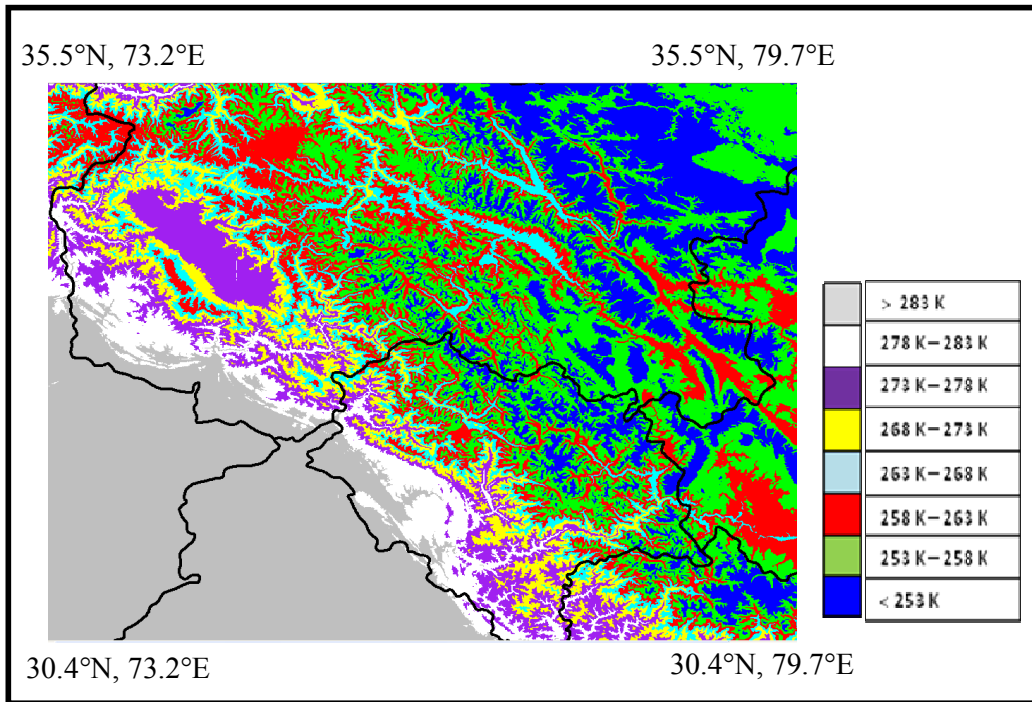 35.5°N, 73.2°E
35.5°N, 79.7°E
> 283 K
278 K–283 K
273 K–278 K
268 K–273 K
263 K–268 K
258 K–263 K
253 K–258 K
< 253 K
30.4°N, 73.2°E
30.4°N, 79.7°E